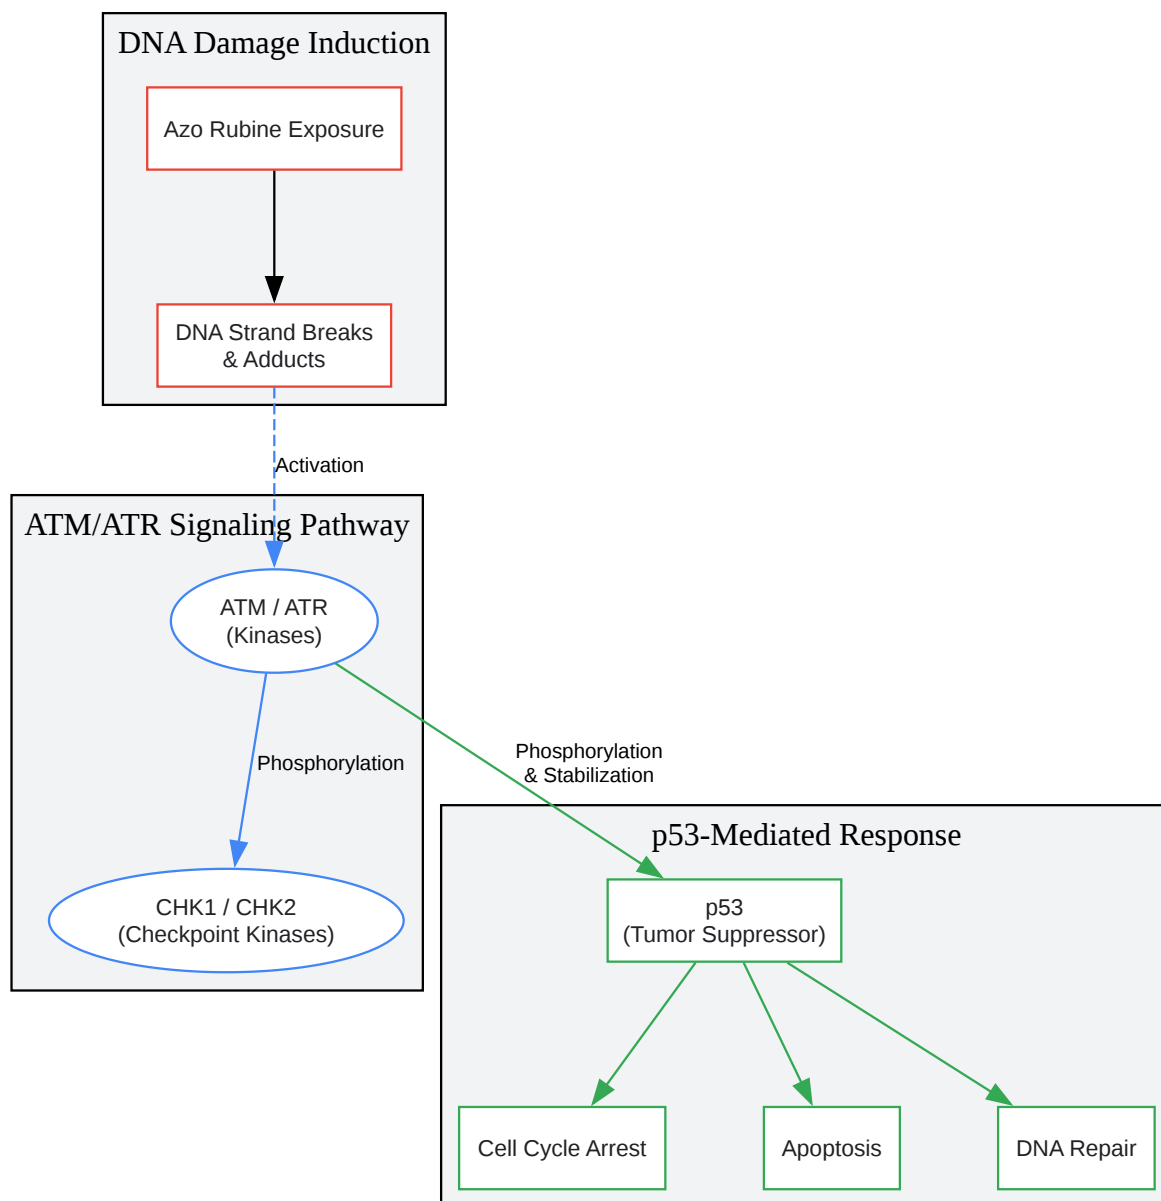 DNA Damage Induction
Azo Rubine Exposure
DNA Strand Breaks
& Adducts
Activation
ATM/ATR Signaling Pathway
ATM / ATR
(Kinases)
Phosphorylation
CHK1 / CHK2
(Checkpoint Kinases)
Phosphorylation
& Stabilization
p53-Mediated Response
p53
(Tumor Suppressor)
Cell Cycle Arrest
Apoptosis
DNA Repair